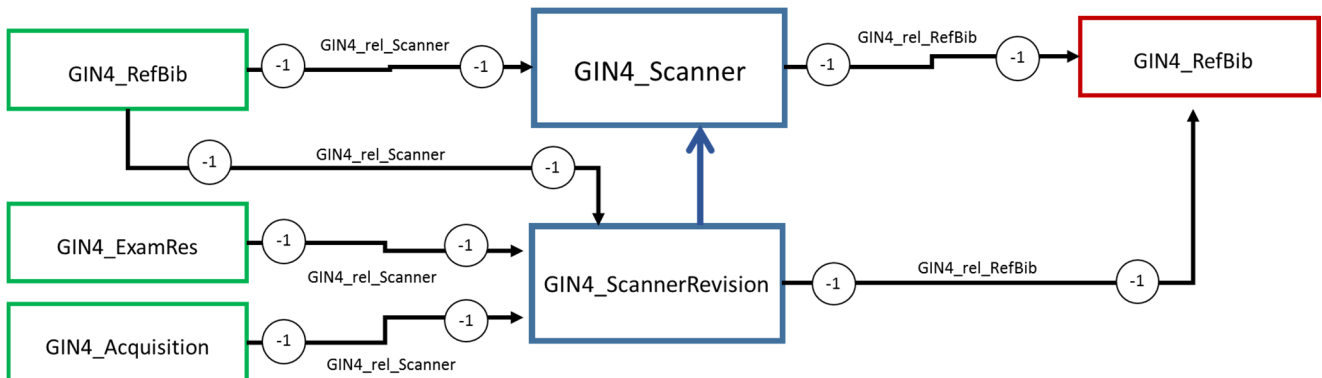 GIN4_RefBib
-1
GIN4_rel_Scanner
-1
GIN4_Scanner
-1
GIN4_rel_RefBib
-1
GIN4_RefBib
-1
GIN4_rel_Scanner
-1
GIN4_ExamRes
-1
GIN4_rel_Scanner
-1
GIN4_ScannerRevision
-1
GIN4_rel_RefBib
-1
GIN4_Acquisition
-1
GIN4_rel_Scanner
-1